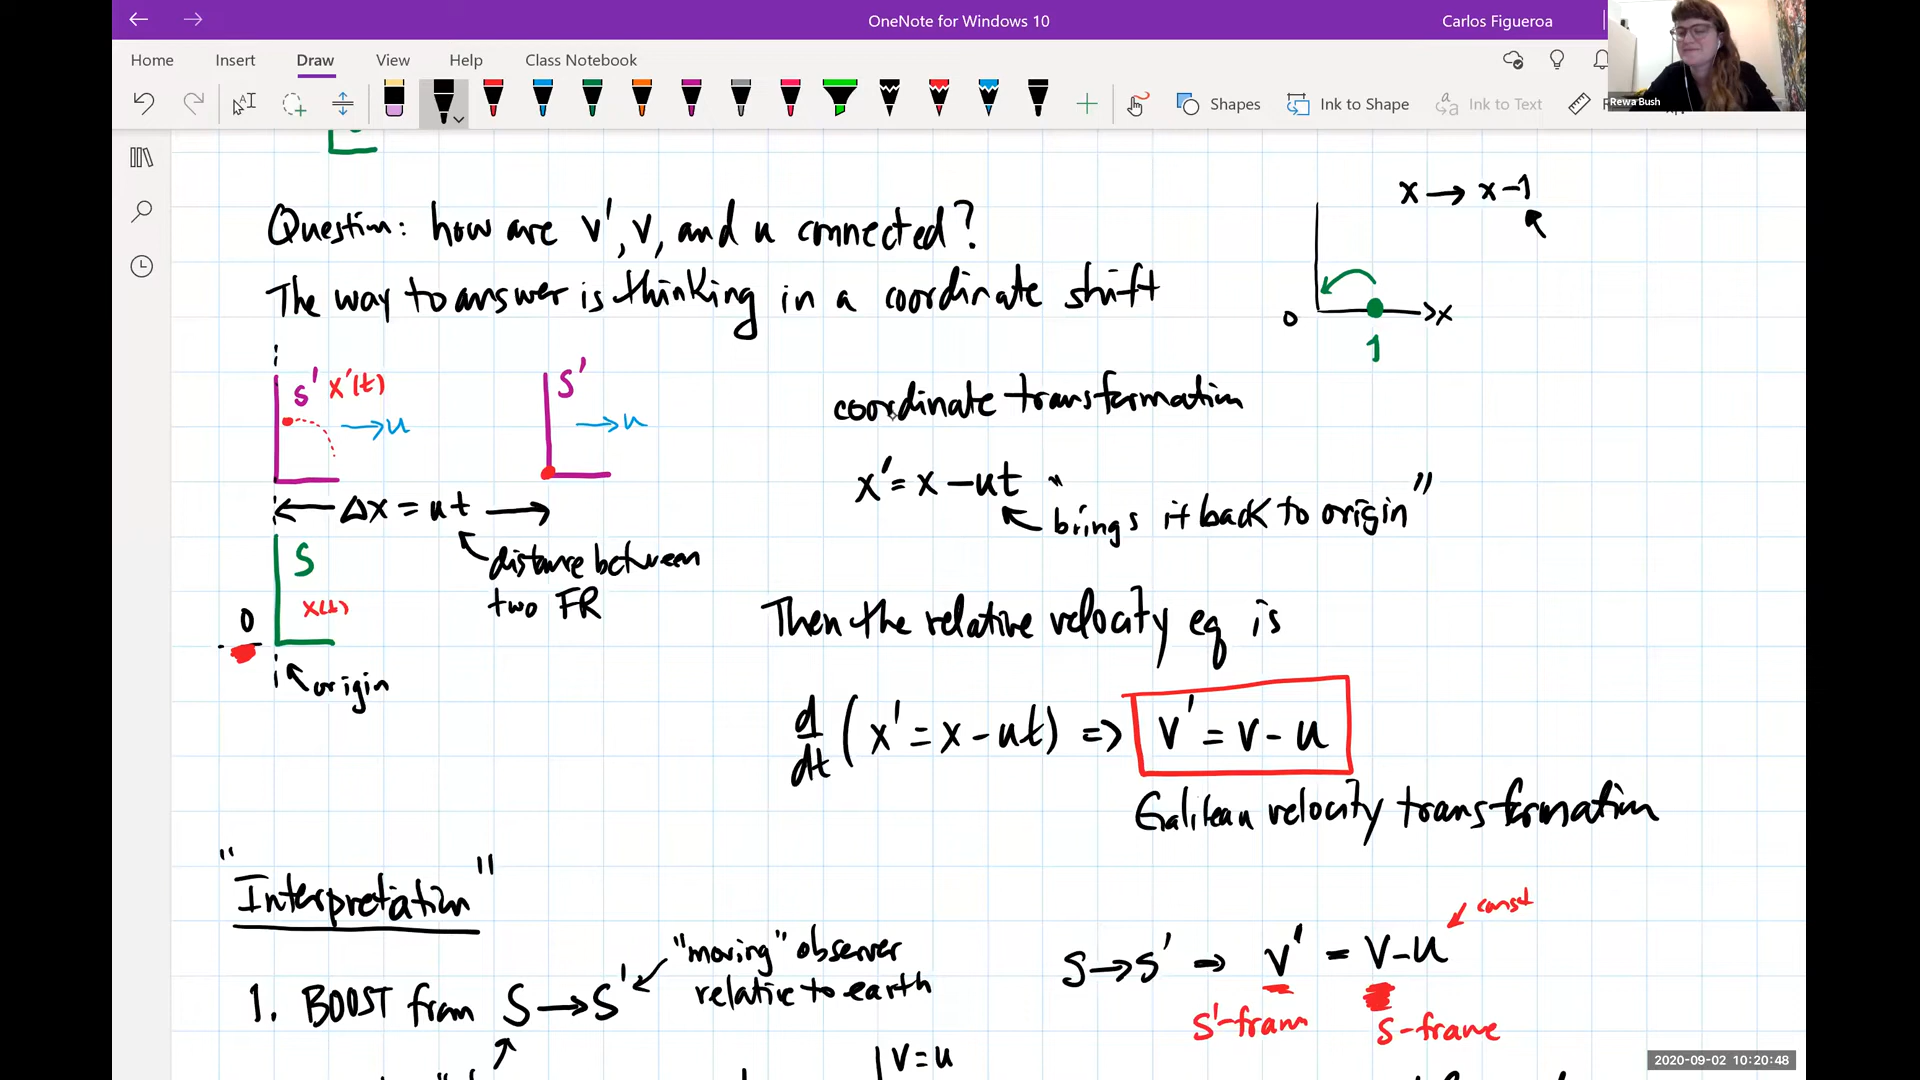 OneNote for Windows 10
Carlos Figueroa
Home Insert Draw View Help Class Notebook
Shapes Ink to Shape Ink to Text
Rewa Bush
x → x-1
Question: how are v', v, and u connected?
The way to answer is thinking in a coordinate shift
0 1 x
S' x'(t)
→ u
S'
→ u
← Δx = ut →
distance between
two FR
S
x(t)
0
origin
coordinate transformation
x' = x - ut
"brings it back to origin"
Then the relative velocity eq is
d/dt (x' = x - ut) => v' = v - u
Galilean velocity transformation
"Interpretation"
1. BOOST from S → S'
"moving" observer
relative to earth
S → S' → v' = v - u
const
S'-fram
S-frame
v = u
2020-09-02 10:20:48